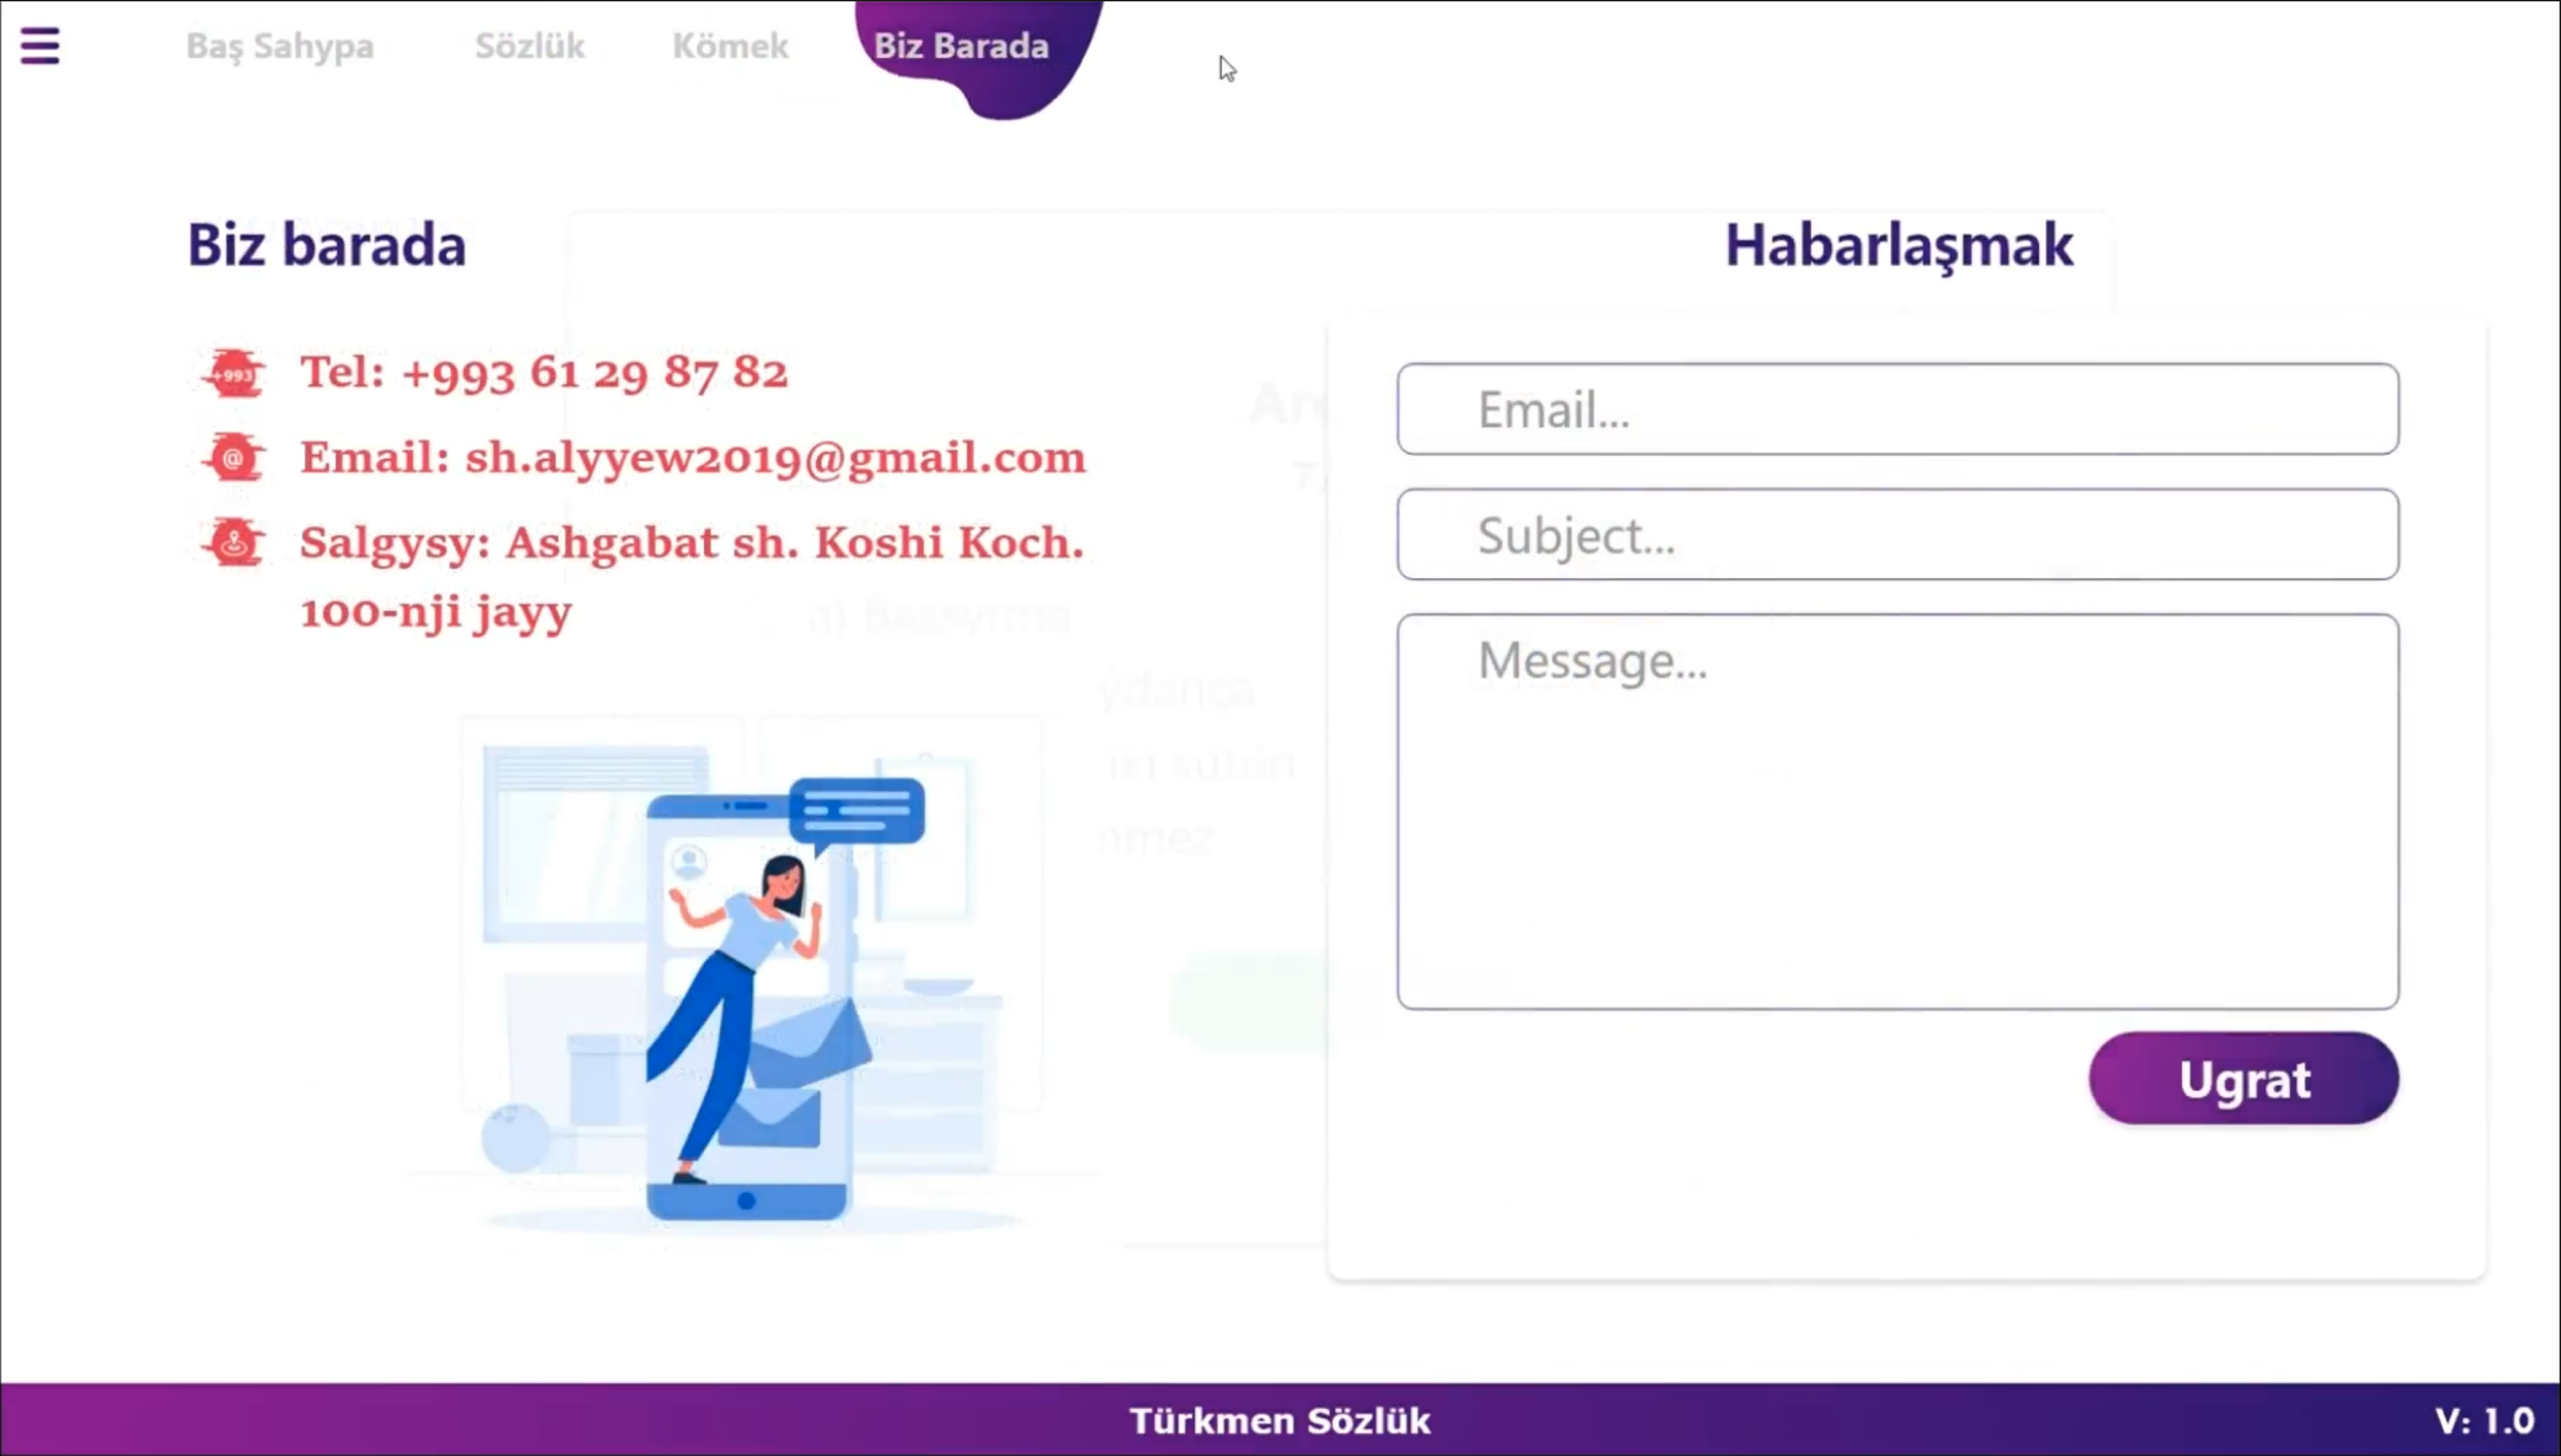 Baş Sahypa
Sözlük
Kömek
Biz Barada
Biz barada
Tel: +993 61 29 87 82
Email: sh.alyyew2019@gmail.com
Salgysy: Ashgabat sh. Koshi Koch.
100-nji jayy
+993
@
a) Bassyrma
Habarlaşmak
Email...
Subject...
Message...
Ugrat
Türkmen Sözlük
V: 1.0